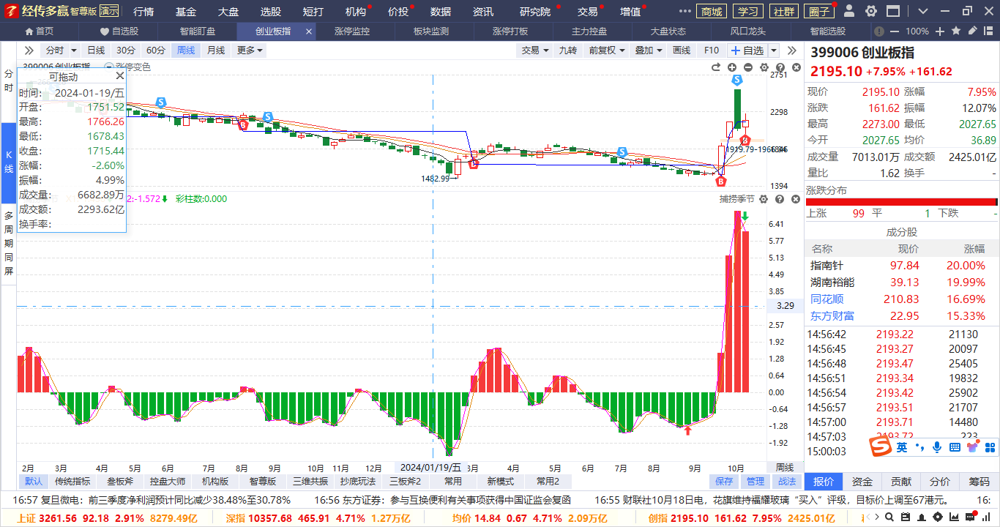 经传多赢 智尊版 演示 行情 基金 大盘 选股 短打 机构 价投 数据 资讯 研究院 交易 增值 商城 学习 社群 圈子
首页 自选股 智能盯盘 创业板指 涨停监控 板块监测 涨停打板 主力控盘 大盘状态 风口龙头 智能选股 100%
分时 日线 30分 60分 周线 月线 更多 交易 九转 前复权 叠加 画线 F10 自选
399006 创业板指
2195.10 +7.95% +161.62
现价 2195.10 涨幅 7.95%
涨跌 161.62 振幅 12.07%
最高 2273.00 最低 2027.65
今开 2027.65 均价 36.89
成交量 7013.01万 成交额 2425.01亿
量比 1.62 换手 -
涨跌分布
上涨 99 平 1 下跌 -
成分股
名称 现价 涨幅
指南针 97.84 20.00%
湖南裕能 39.13 19.99%
同花顺 210.83 16.69%
东方财富 22.95 15.33%
14:56:42 2193.22 21130
14:56:45 2193.27 20097
14:56:48 2193.47 25405
14:56:51 2193.34 19832
14:56:54 2193.42 25902
14:56:57 2193.51 21707
14:57:00 2193.71 14480
14:57:03 2193.72 223
15:00:03
英
报价 资金 贡献 分价 筹码
分时
K线
多周期同屏
399006 创业板指 涨停变色
可拖动
时间: 2024-01-19/五
开盘: 1751.52
最高: 1766.26
最低: 1678.43
收盘: 1715.44
涨幅: -2.60%
振幅: 4.99%
成交量: 6682.89万
成交额: 2293.62亿
换手率:
S
S
B
S
B
S
S
B
B
1482.99
1919.79-196
2751
2298
1846
1394
2:-1.572 彩柱数:0.000
捕捞季节
6.41
5.77
5.13
4.49
3.85
3.29
2.57
1.92
1.28
0.64
0.00
-0.64
-1.28
-1.92
2月 3月 4月 5月 6月 7月 8月 9月 10月 11月 12月 2024/01/19/五 3月 4月 5月 6月 7月 8月 9月 10月 周线
默认 传统指标 叁板斧 控盘大师 机构版 智尊版 三维共振 抄底玩法 三板斧2 常用 新模式 常用2 保存 管理 战法
16:57 复旦微电：前三季度净利润预计同比减少38.48%至30.78% 16:56 东方证券：参与互换便利有关事项获得中国证监会复函 16:55 财联社10月18日电，花旗维持福耀玻璃“买入”评级，目标价上调至67港元。 16:
上证 3261.56 92.18 2.91% 8279.49亿 深指 10357.68 465.91 4.71% 1.27万亿 均价 14.84 0.67 4.71% 2.09万亿 创指 2195.10 161.62 7.95% 2425.01亿